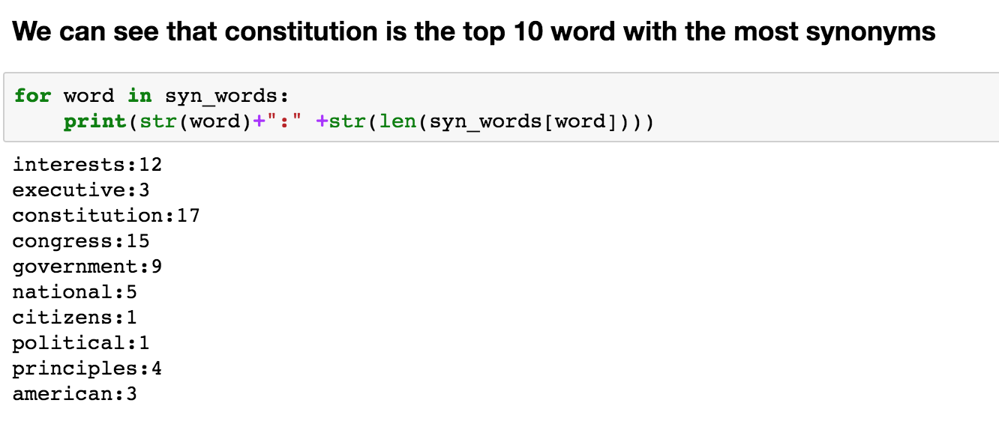 We can see that constitution is the top 10 word with the most synonyms
for word in syn_words:
    print(str(word)+":" +str(len(syn_words[word])))
interests:12
executive:3
constitution:17
congress:15
government:9
national:5
citizens:1
political:1
principles:4
american:3